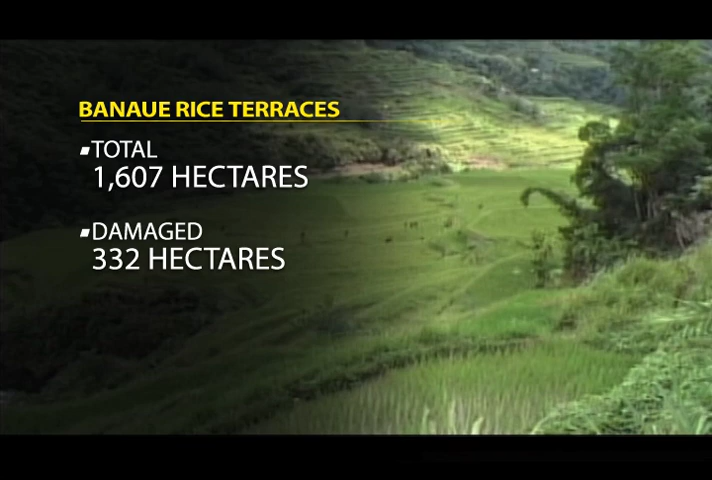 BANAUE RICE TERRACES
TOTAL
1,607 HECTARES
DAMAGED
332 HECTARES